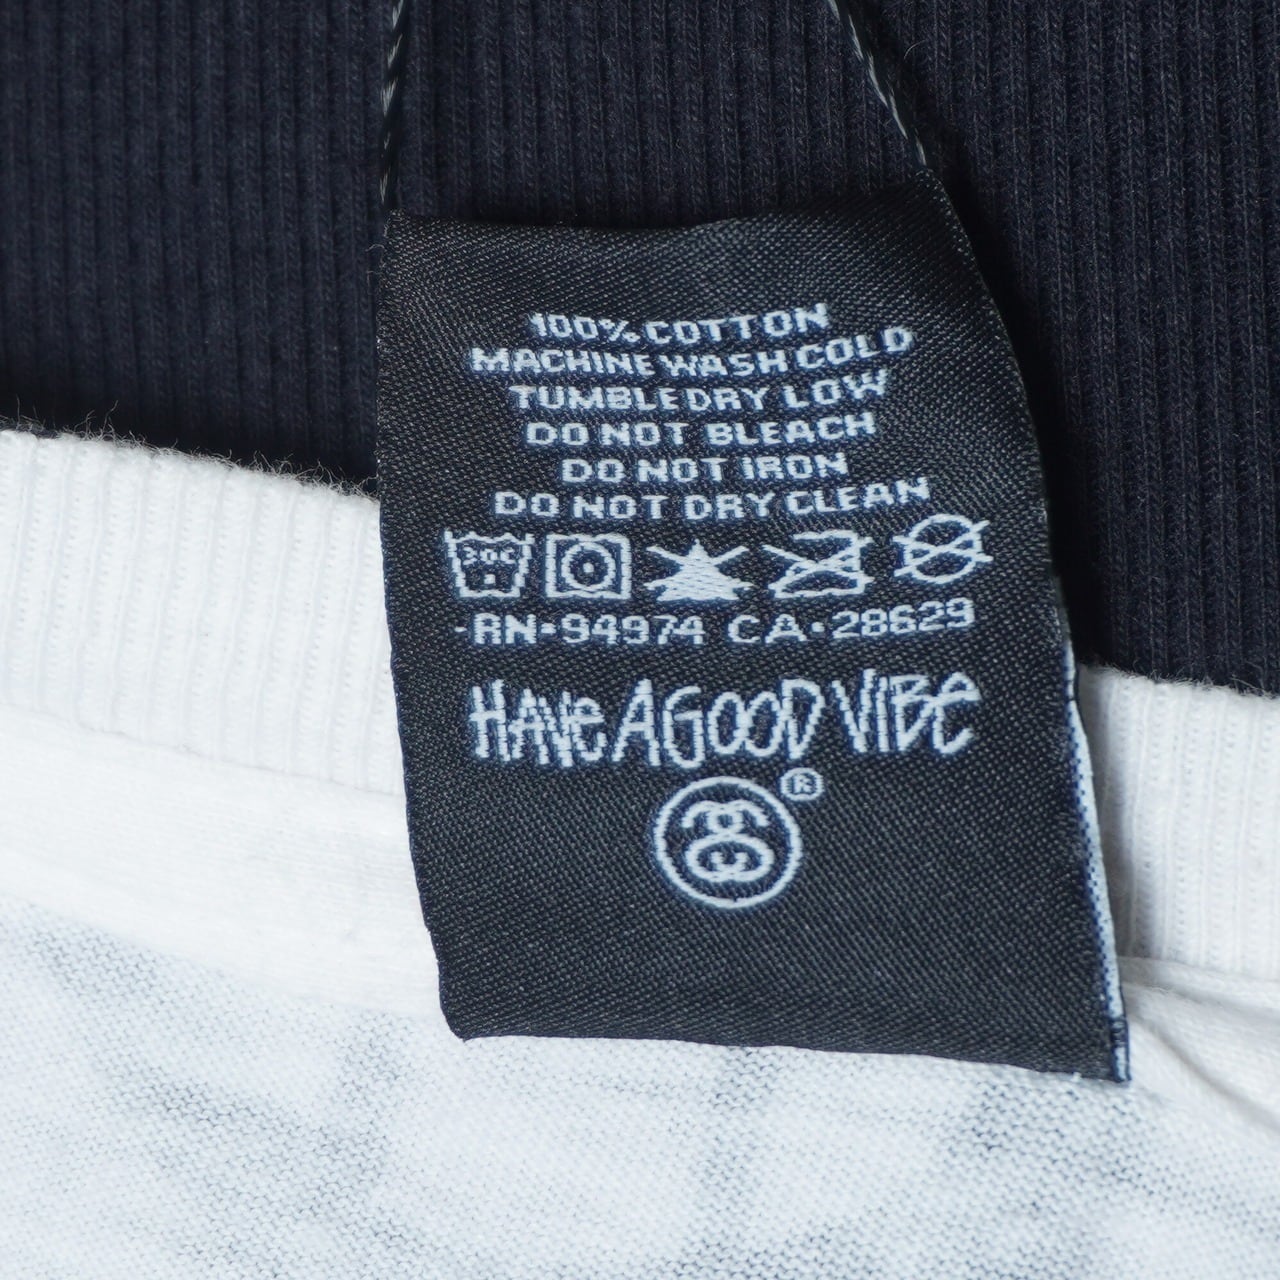 100% COTTON
MACHINE WASH COLD
TUMBLE DRY LOW
DO NOT BLEACH
DO NOT IRON
DO NOT DRY CLEAN
30C
RN·94974 CA·28629
HAVE A GOOD VIBE
®